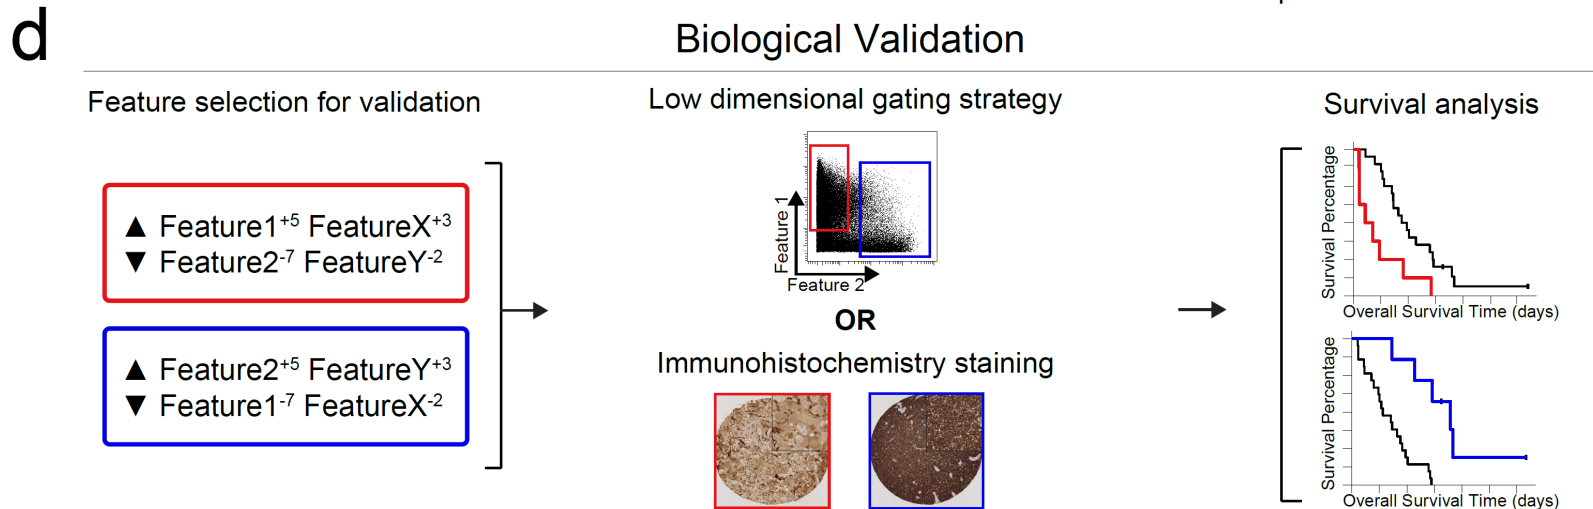 d
Biological Validation
Feature selection for validation
▲ Feature1+5 FeatureX+3
▼ Feature2-7 FeatureY-2
▲ Feature2+5 FeatureY+3
▼ Feature1-7 FeatureX-2
Low dimensional gating strategy
Feature 1
Feature 2
OR
Immunohistochemistry staining
Survival analysis
Survival Percentage
Overall Survival Time (days)
Survival Percentage
Overall Survival Time (days)